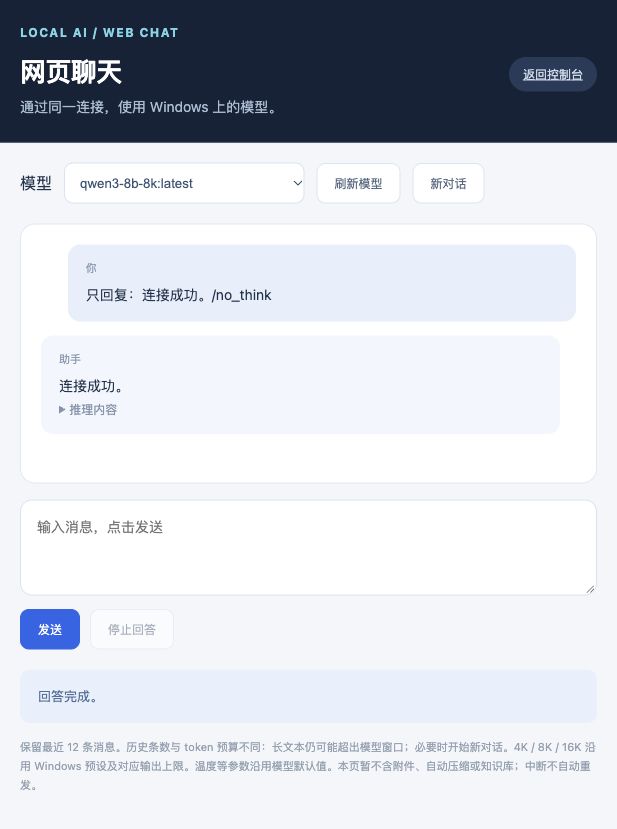 LOCAL AI / WEB CHAT
网页聊天
返回控制台
通过同一连接，使用 Windows 上的模型。
模型 qwen3-8b-8k:latest 刷新模型 新对话
你
只回复：连接成功。/no_think
助手
连接成功。
推理内容
输入消息，点击发送
发送 停止回答
回答完成。
保留最近 12 条消息。历史条数与 token 预算不同：长文本仍可能超出模型窗口；必要时开始新对话。4K / 8K / 16K 沿
用 Windows 预设及对应输出上限。温度等参数沿用模型默认值。本页暂不含附件、自动压缩或知识库；中断不自动重
发。